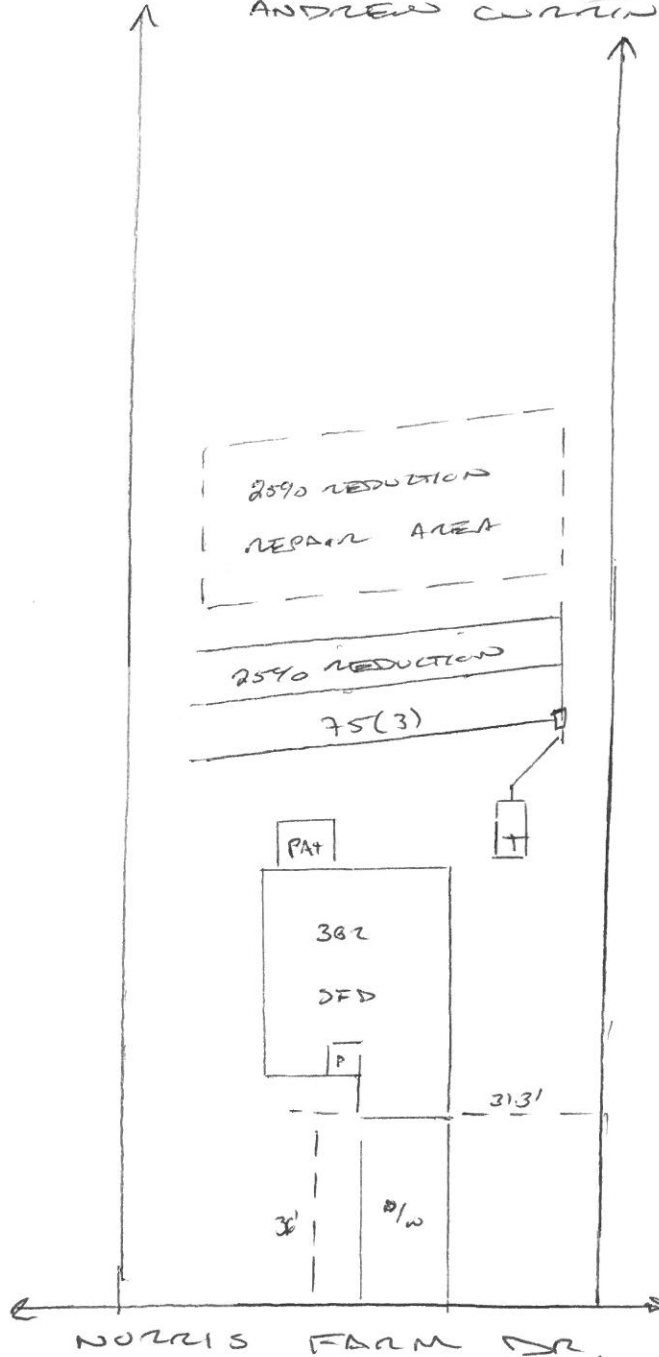 ANDREW CURRIN
25% REDUCTION
REPAIR AREA
25% REDUCTION
75(3)
T
PAT
3BR
SFD
P
31.3'
36'
D/W
NORRIS FARM DR.